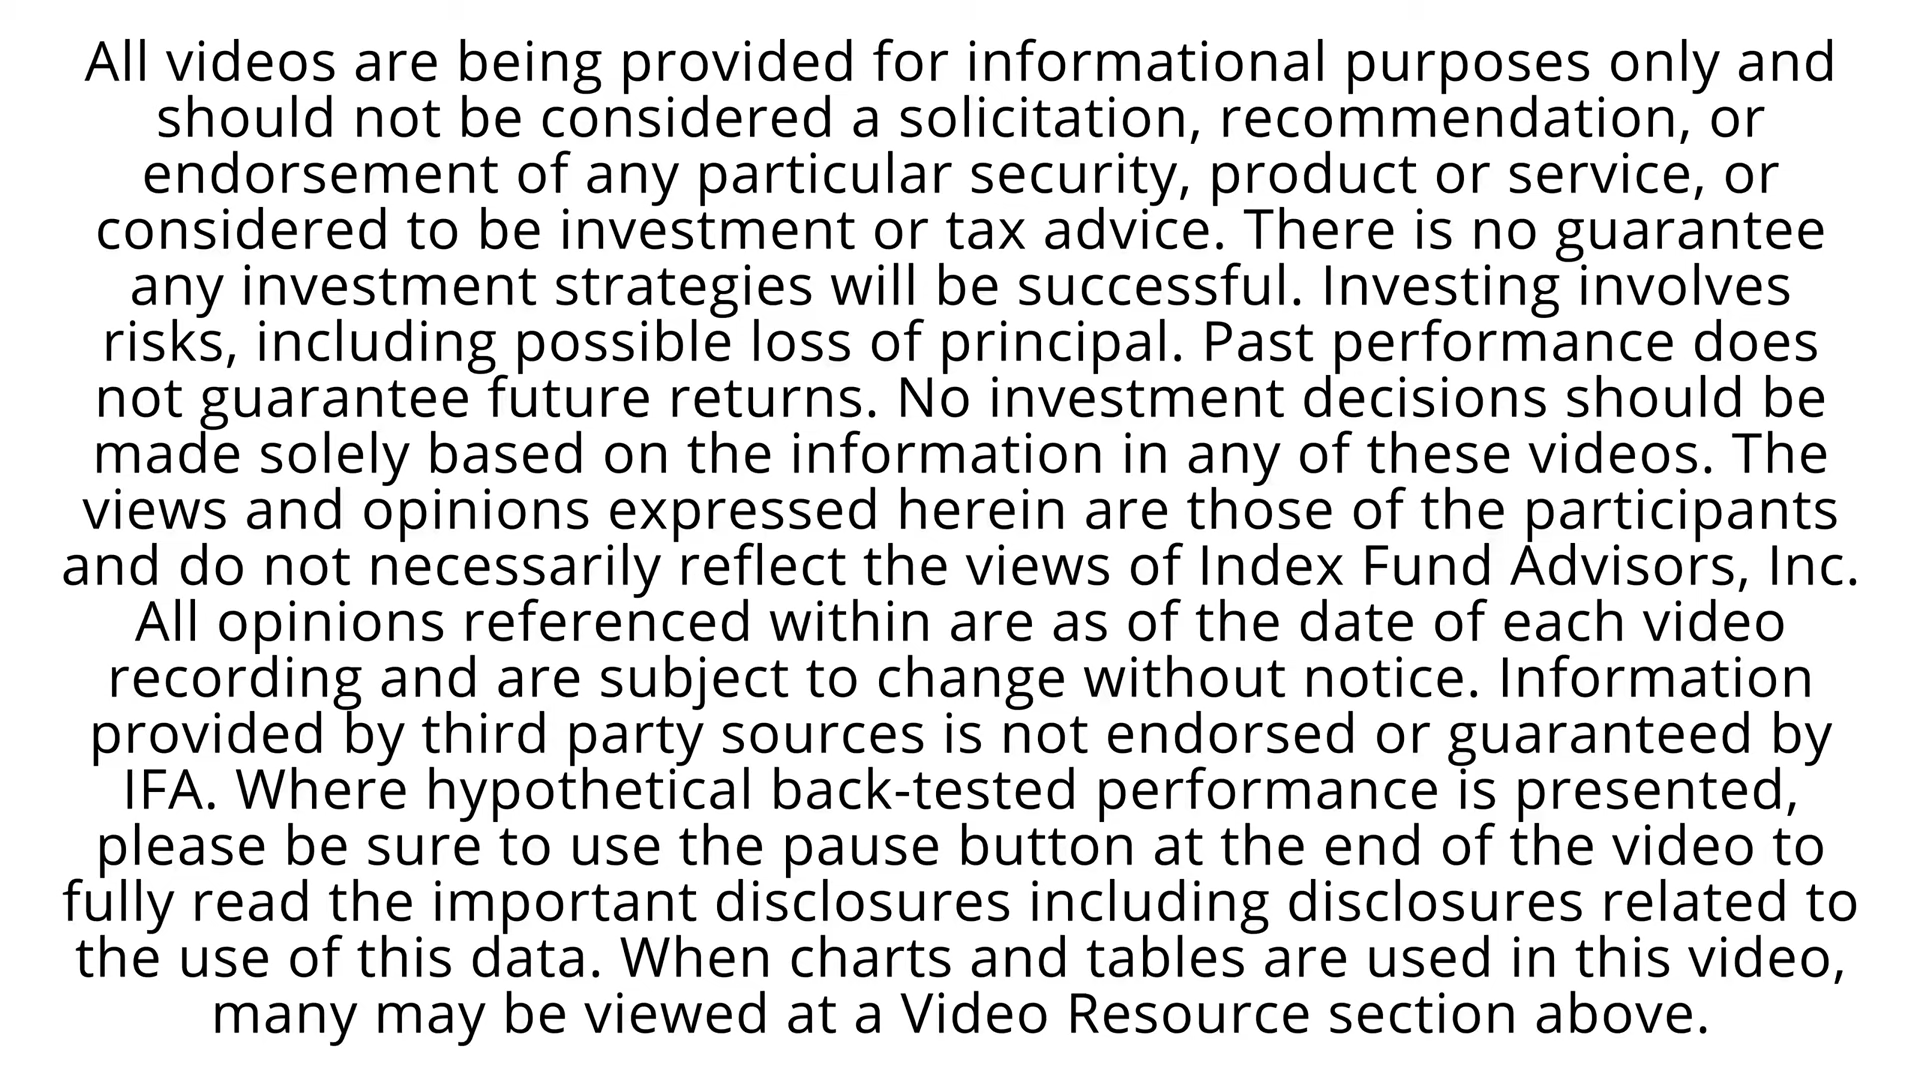 All videos are being provided for informational purposes only and
should not be considered a solicitation, recommendation, or
endorsement of any particular security, product or service, or
considered to be investment or tax advice. There is no guarantee
any investment strategies will be successful. Investing involves
risks, including possible loss of principal. Past performance does
not guarantee future returns. No investment decisions should be
made solely based on the information in any of these videos. The
views and opinions expressed herein are those of the participants
and do not necessarily reflect the views of Index Fund Advisors, Inc.
All opinions referenced within are as of the date of each video
recording and are subject to change without notice. Information
provided by third party sources is not endorsed or guaranteed by
IFA. Where hypothetical back-tested performance is presented,
please be sure to use the pause button at the end of the video to
fully read the important disclosures including disclosures related to
the use of this data. When charts and tables are used in this video,
many may be viewed at a Video Resource section above.